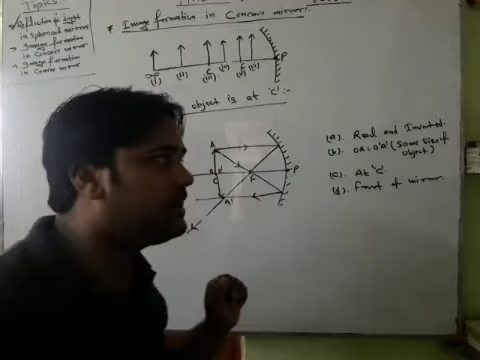 Topics
Reflection of light
in Spherical mirrors
→ Image formation
in Concave mirror
→ Image formation
in Convex mirror
* Image formation in Concave mirror.
(i) (ii) C (iii) (iv) F (v) (vi) P
object is at 'C' :-
A
O O'
C F P
A'
(a). Real and Inverted
(b). OA = O'A' (Same size of
object)
(c). At 'C'.
(d). Front of mirror.